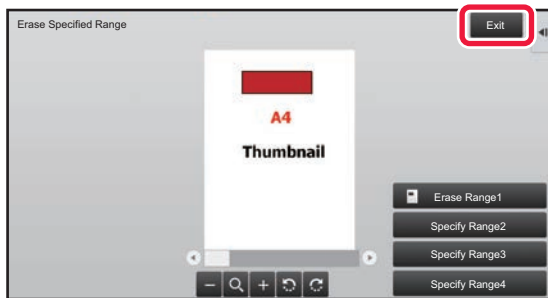 Erase Specified Range
Exit
A4
Thumbnail
Erase Range1
Specify Range2
Specify Range3
Specify Range4